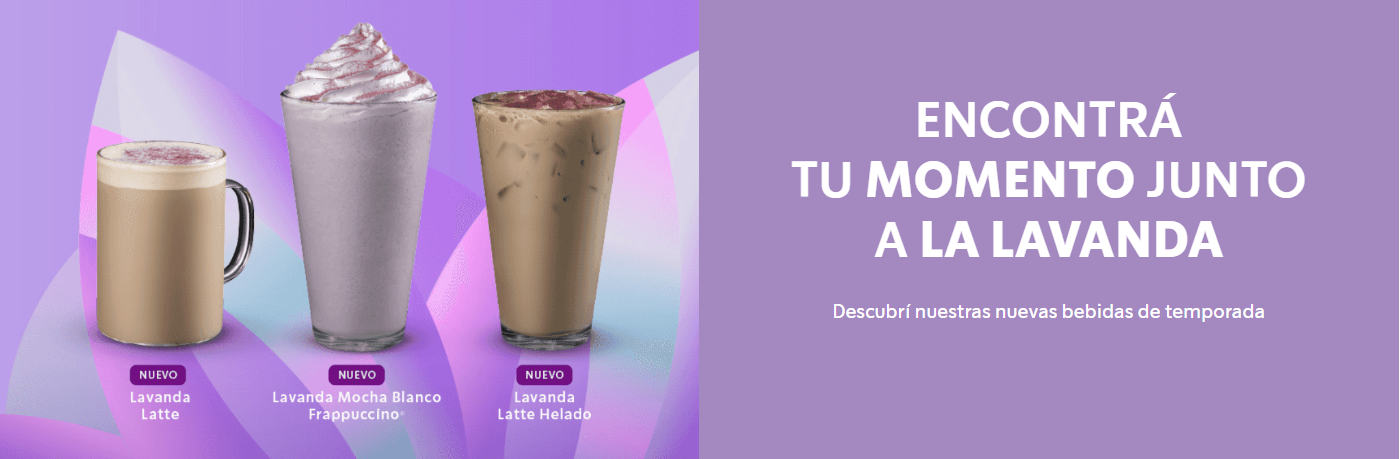 NUEVO
Lavanda
Latte
NUEVO
Lavanda Mocha Blanco
Frappuccino®
NUEVO
Lavanda
Latte Helado
ENCONTRÁ
TU MOMENTO JUNTO
A LA LAVANDA
Descubrí nuestras nuevas bebidas de temporada